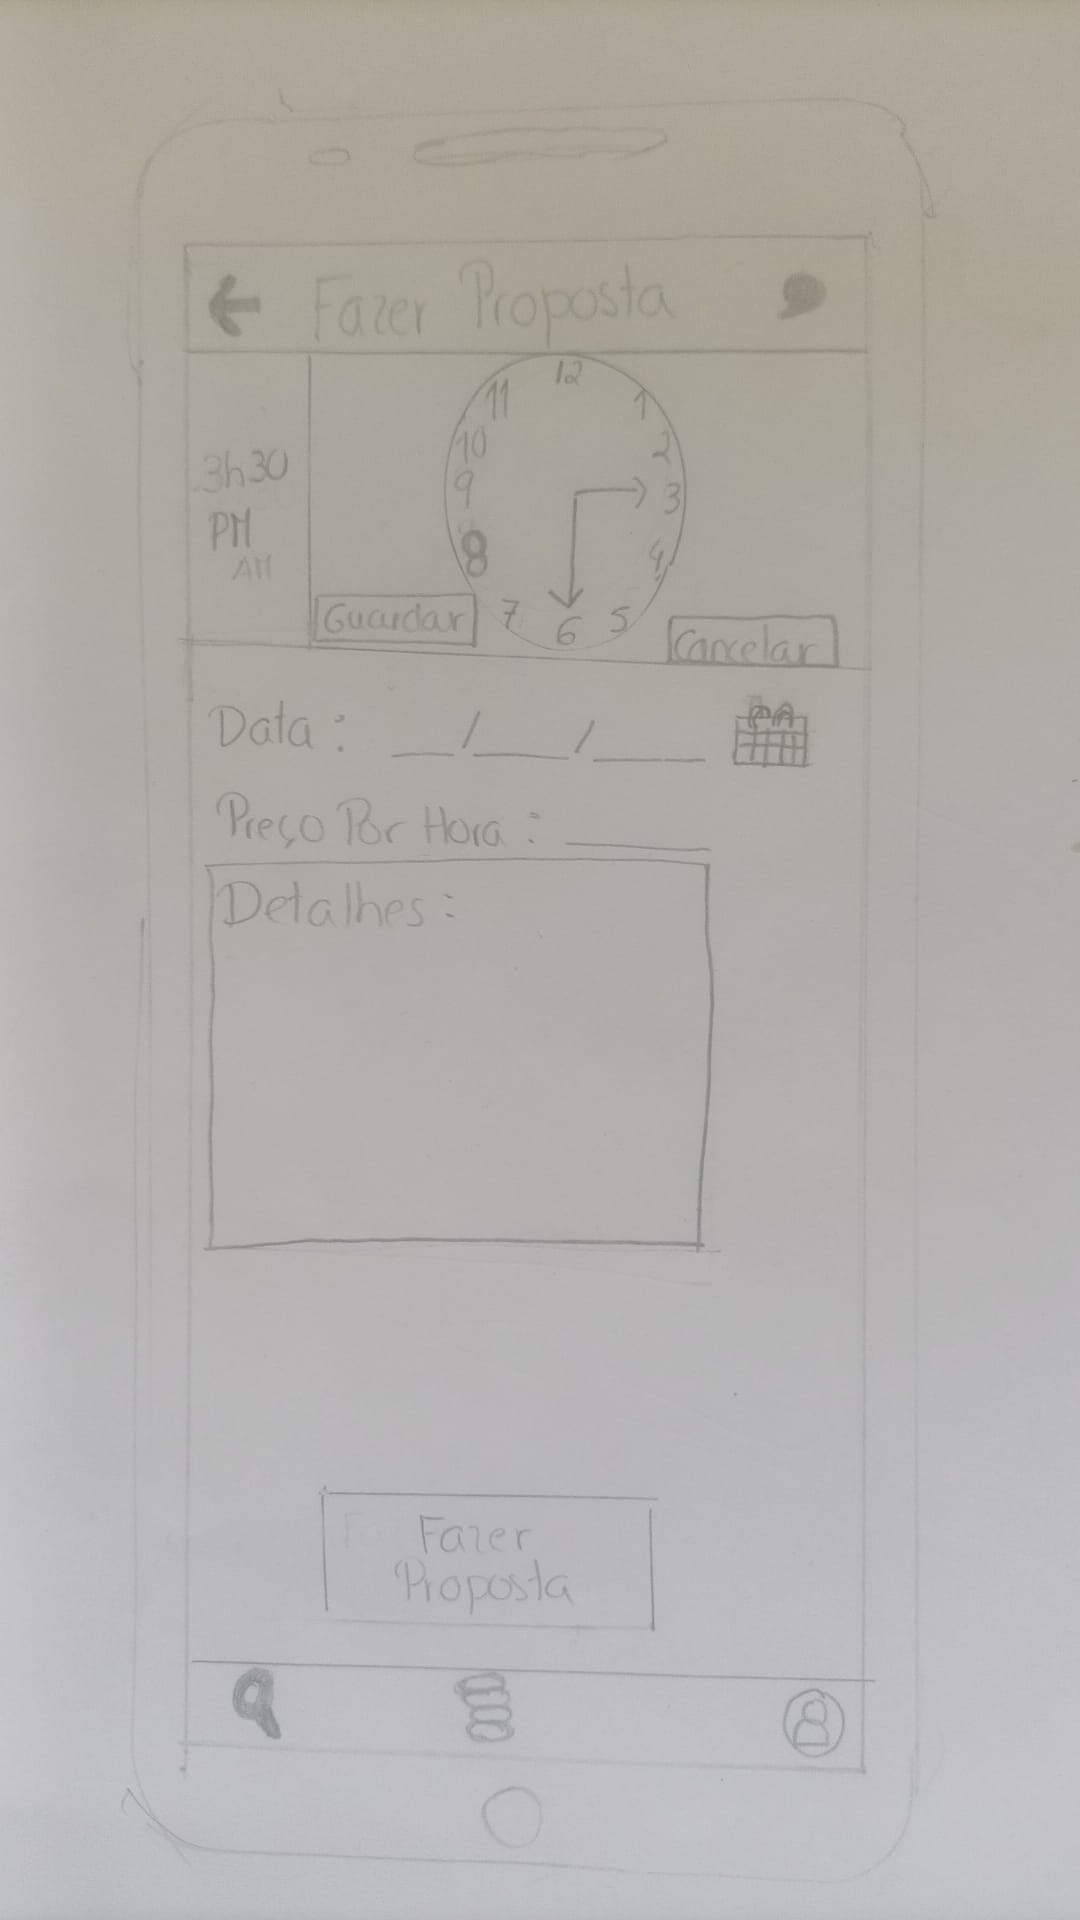 Fazer Proposta
12
11
1
10
2
9
3
8
4
7
6
5
3h30
PM
AM
Guardar
Cancelar
Data: __/__/__
Preço Por Hora: ____
Detalhes:
Fazer
Proposta